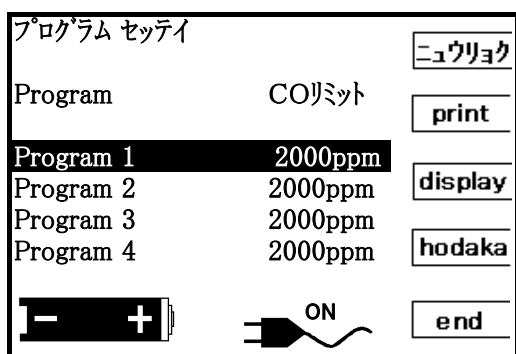 プログラム セッテイ
ニュウリョク
Program COリミット
print
Program 1 2000ppm
Program 2 2000ppm
display
Program 3 2000ppm
Program 4 2000ppm
hodaka
- +
ON
end